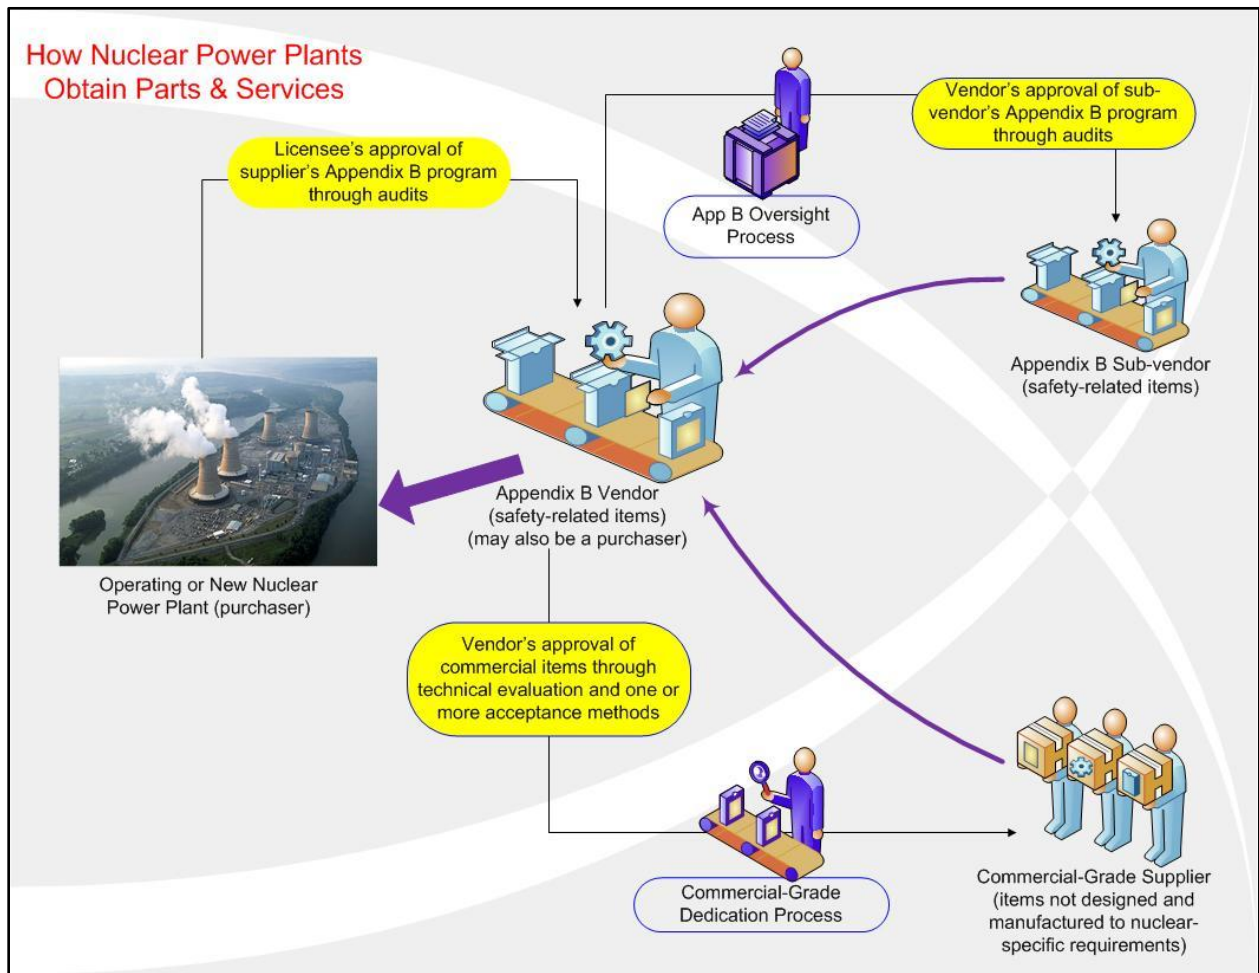 How Nuclear Power Plants
Obtain Parts & Services
Licensee's approval of
supplier's Appendix B program
through audits
Vendor's approval of sub-
vendor's Appendix B program
through audits
App B Oversight
Process
Appendix B Sub-vendor
(safety-related items)
Appendix B Vendor
(safety-related items)
(may also be a purchaser)
Operating or New Nuclear
Power Plant (purchaser)
Vendor's approval of
commercial items through
technical evaluation and one or
more acceptance methods
Commercial-Grade
Dedication Process
Commercial-Grade Supplier
(items not designed and
manufactured to nuclear-
specific requirements)